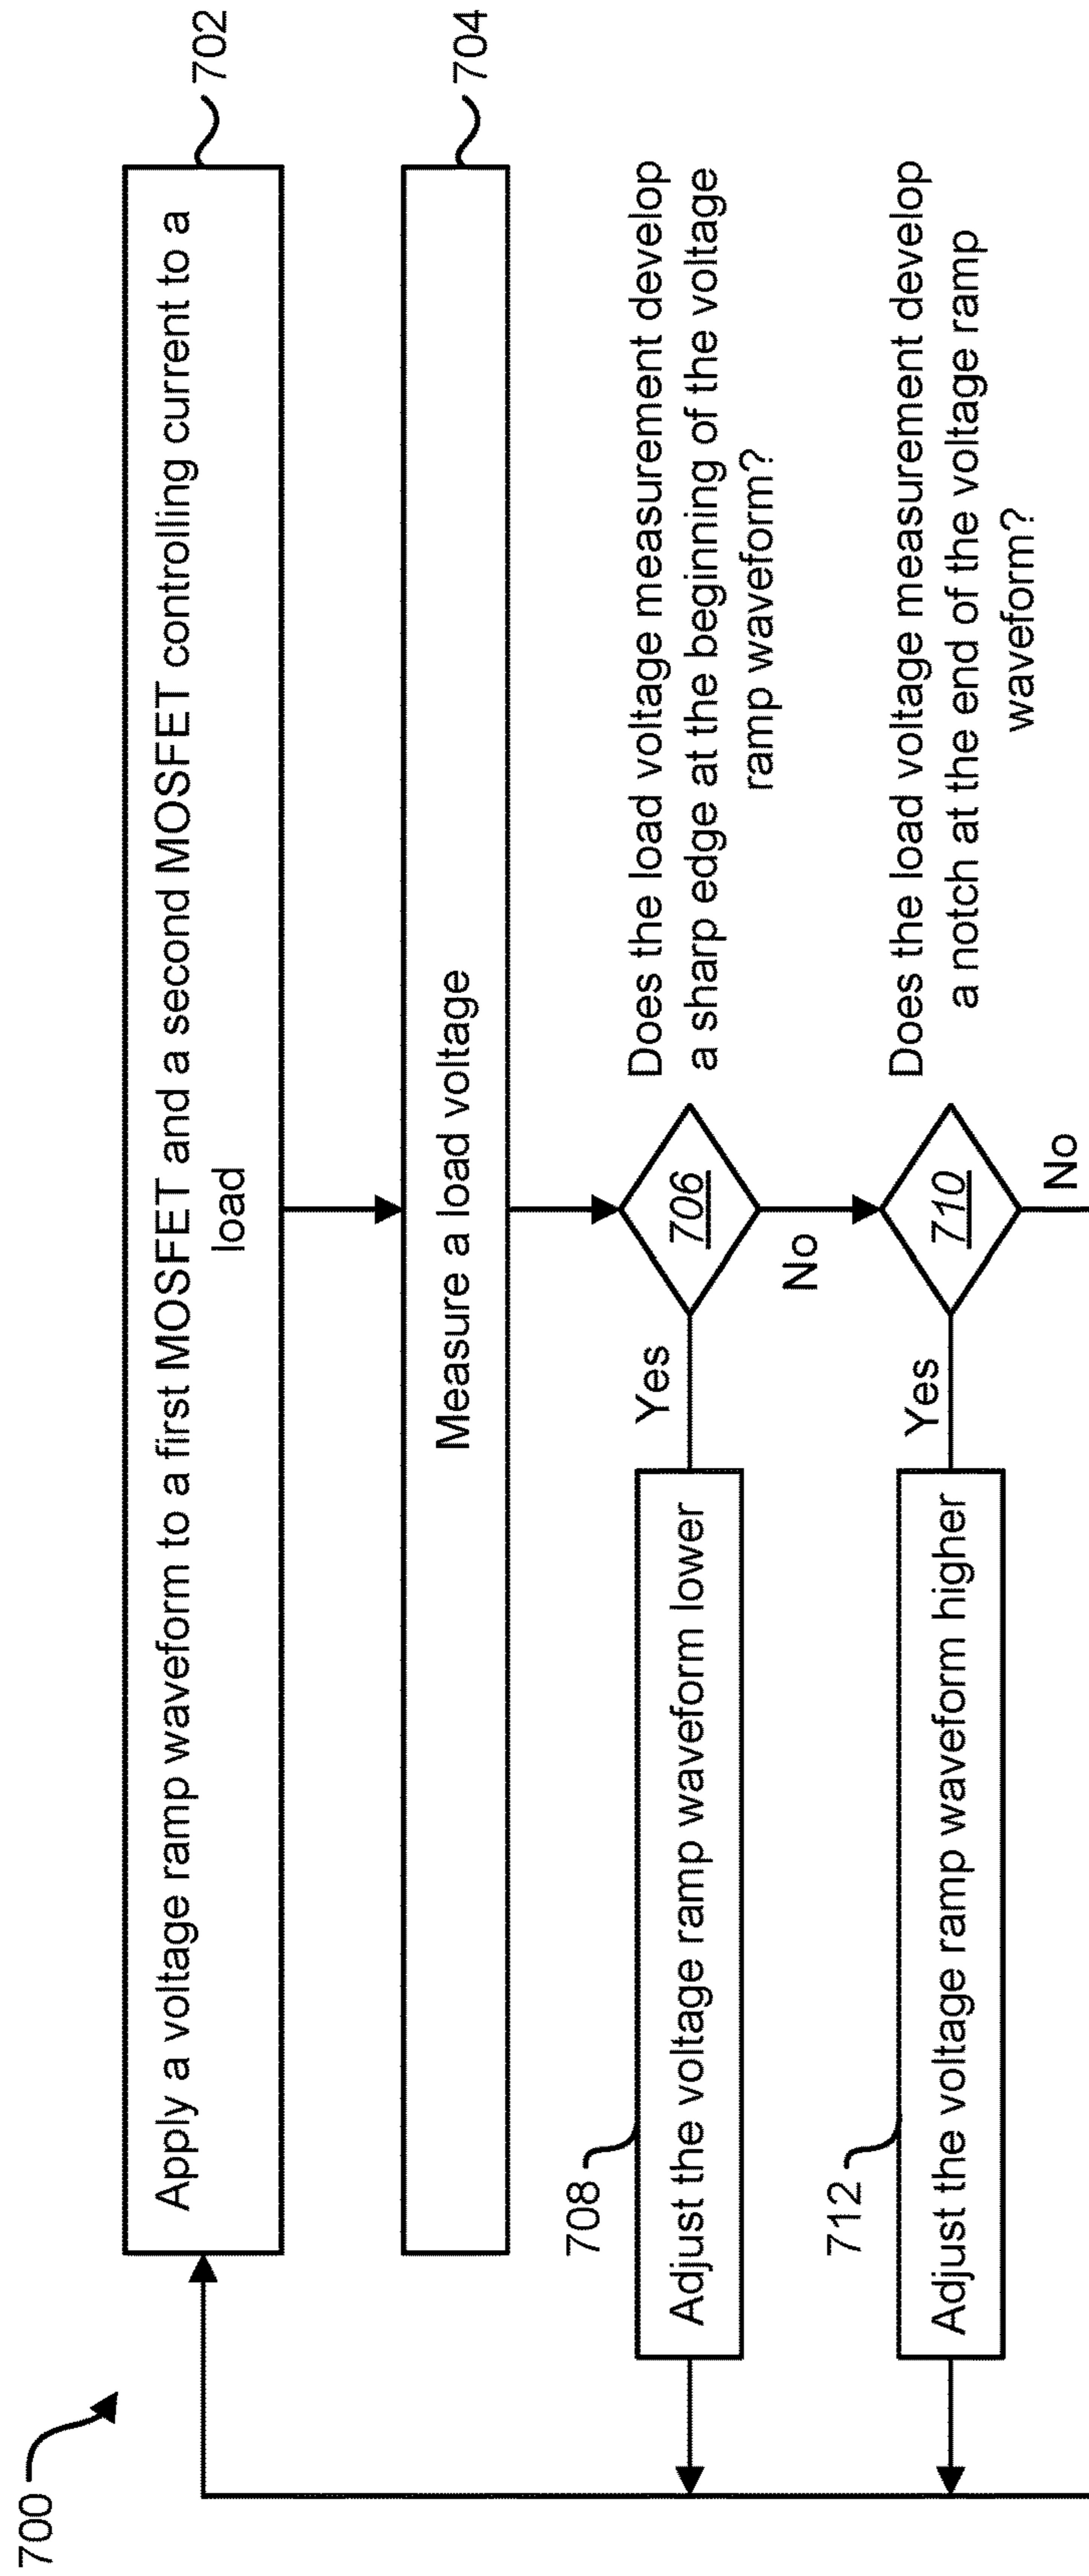 700
Apply a voltage ramp waveform to a first MOSFET and a second MOSFET controlling current to a
load
702
Measure a load voltage
704
Does the load voltage measurement develop
a sharp edge at the beginning of the voltage
ramp waveform?
706
Yes
No
708
Adjust the voltage ramp waveform lower
Does the load voltage measurement develop
a notch at the end of the voltage ramp
waveform?
710
Yes
No
712
Adjust the voltage ramp waveform higher